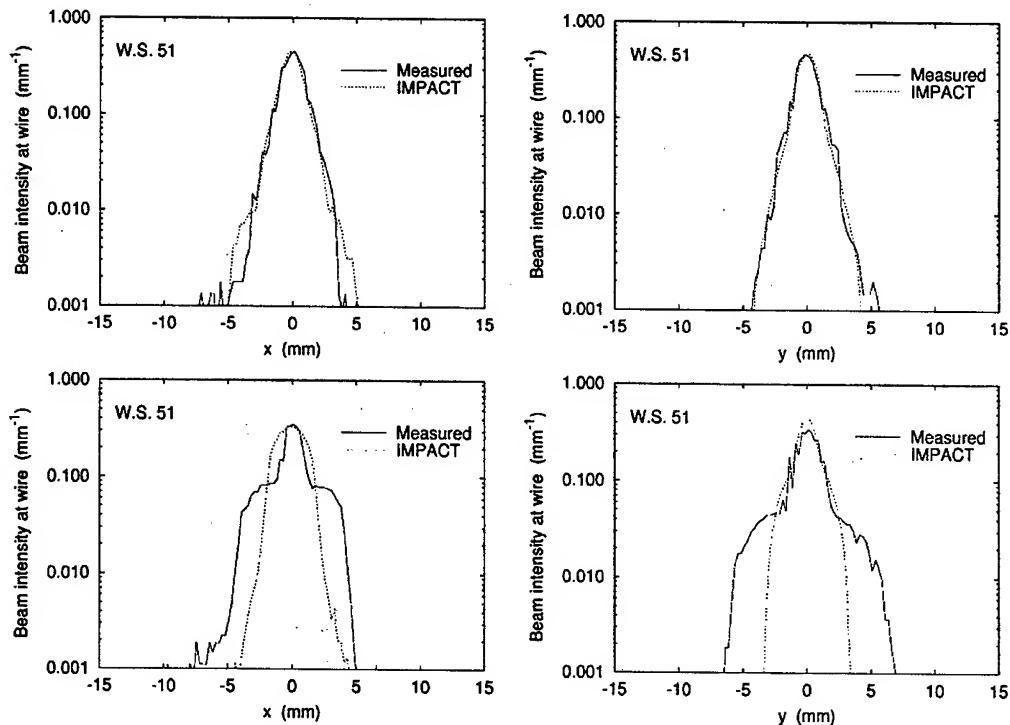 1.000
0.100
0.010
0.001
Beam intensity at wire (mm⁻¹)
W.S. 51
Measured
IMPACT
-15 -10 -5 0 5 10 15
x (mm)
1.000
0.100
0.010
0.001
Beam intensity at wire (mm⁻¹)
W.S. 51
Measured
IMPACT
-15 -10 -5 0 5 10 15
y (mm)
1.000
0.100
0.010
0.001
Beam intensity at wire (mm⁻¹)
W.S. 51
Measured
IMPACT
-15 -10 -5 0 5 10 15
x (mm)
1.000
0.100
0.010
0.001
Beam intensity at wire (mm⁻¹)
W.S. 51
Measured
IMPACT
-15 -10 -5 0 5 10 15
y (mm)